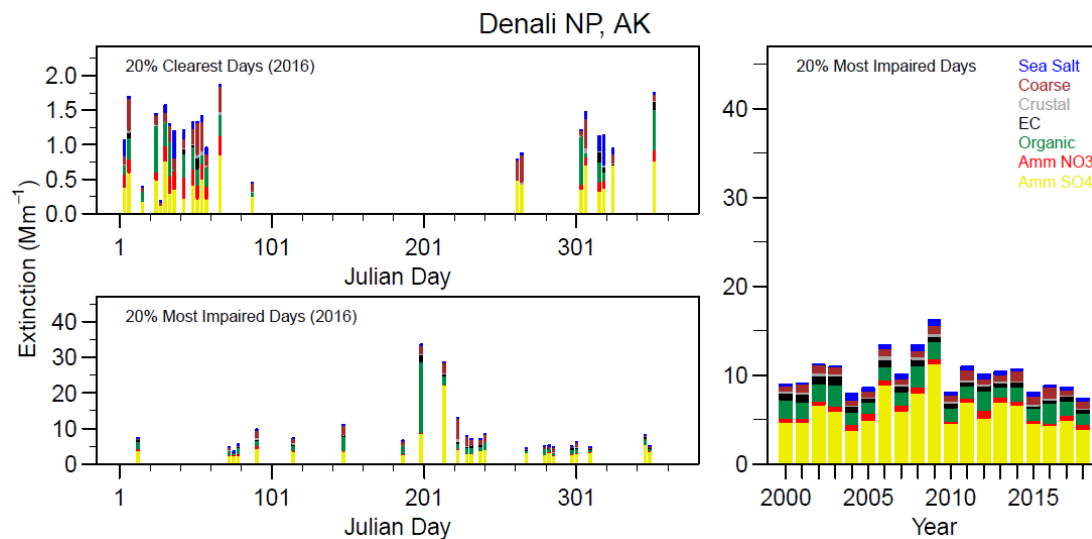 Denali NP, AK
Extinction (Mm⁻¹)
20% Clearest Days (2016)
2.0
1.5
1.0
0.5
0.0
1 101 201 301
Julian Day
20% Most Impaired Days (2016)
40
30
20
10
0
1 101 201 301
Julian Day
20% Most Impaired Days
Sea Salt
Coarse
Crustal
EC
Organic
Amm NO3
Amm SO4
40
30
20
10
0
2000 2005 2010 2015
Year